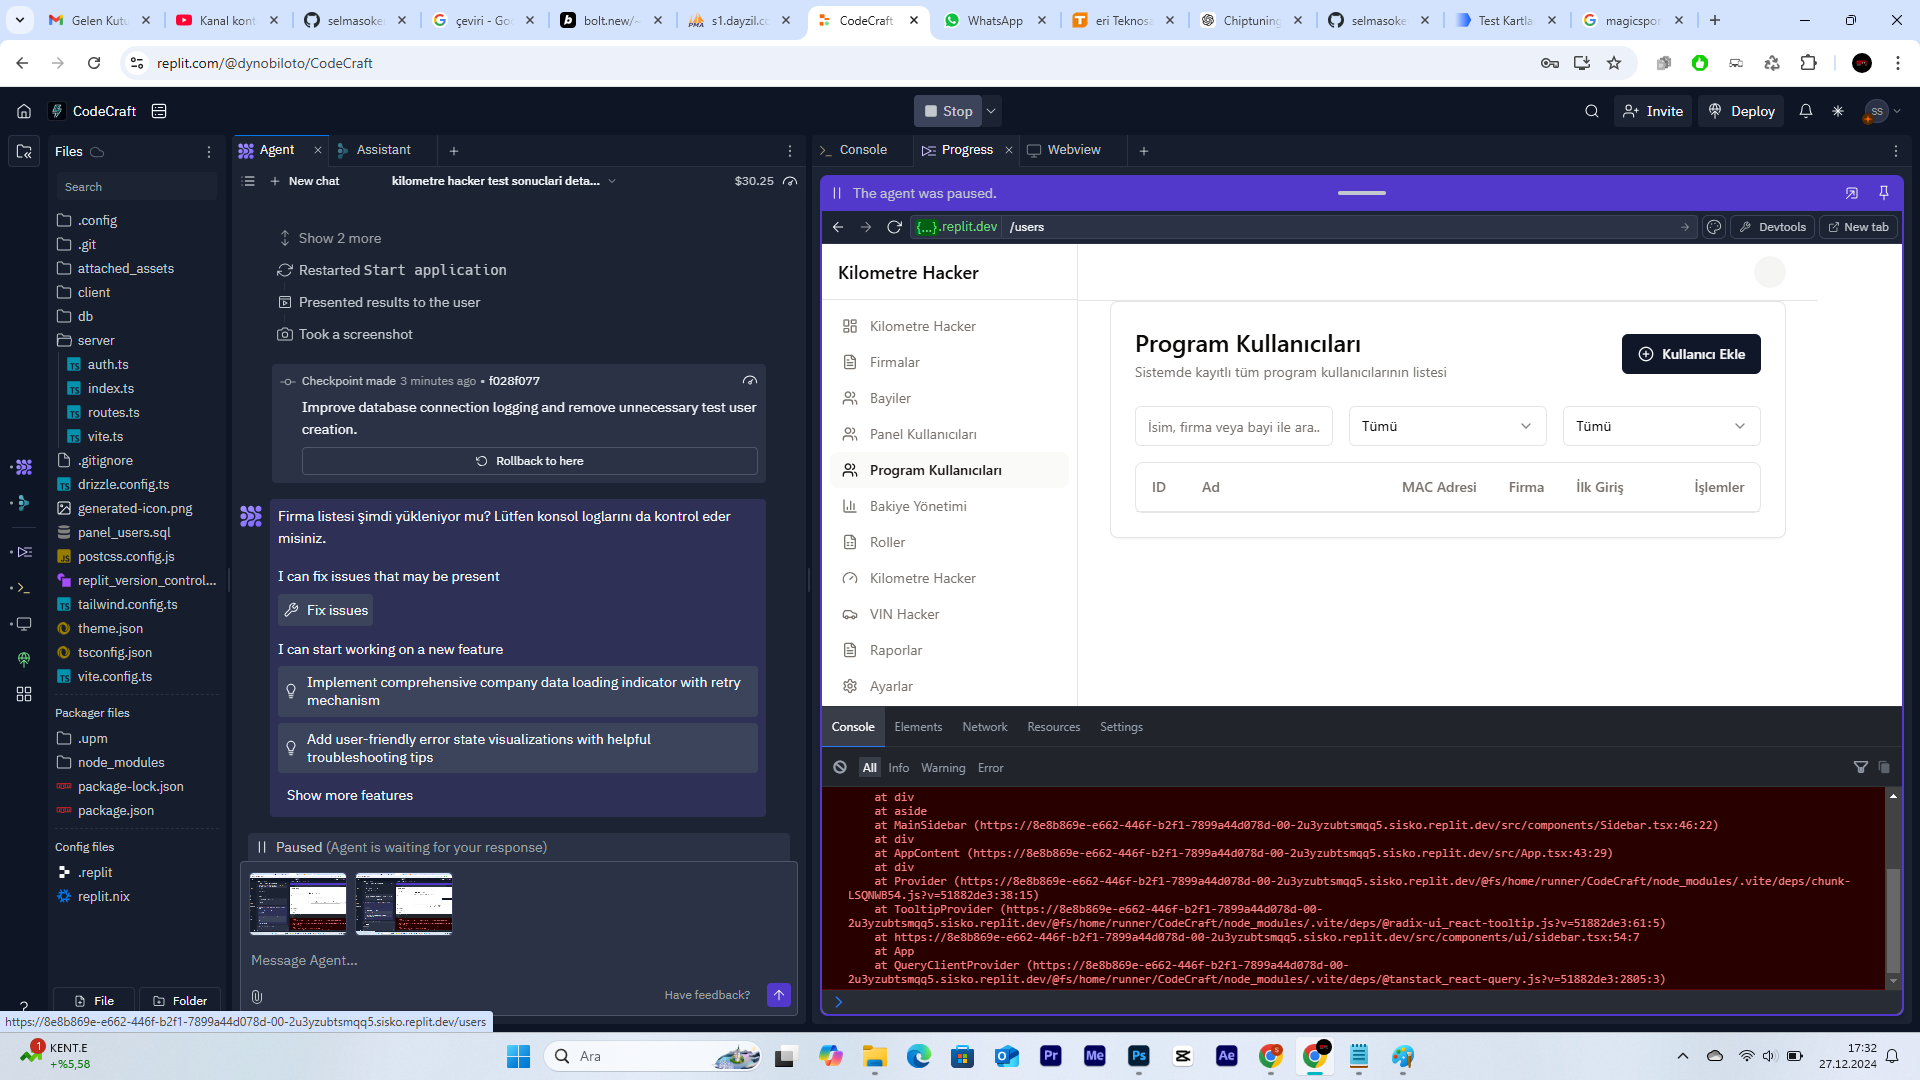 Gelen Kutu
Kanal kont
selmasoke
çeviri - Go
bolt.new/~
s1.dayzil.c
CodeCraft
WhatsApp
eri Teknos
Chiptuning
selmasoke
Test Kartla
magicspor
replit.com/@dynobiloto/CodeCraft
CodeCraft
Stop
Invite
Deploy
SS
Files
Agent
Assistant
Console
Progress
Webview
Search
New chat
kilometre hacker test sonuclari deta...
$30.25
The agent was paused.
{...}.replit.dev
/users
Devtools
New tab
.config
.git
attached_assets
client
db
server
auth.ts
index.ts
routes.ts
vite.ts
.gitignore
drizzle.config.ts
generated-icon.png
panel_users.sql
postcss.config.js
replit_version_control...
tailwind.config.ts
theme.json
tsconfig.json
vite.config.ts
Packager files
.upm
node_modules
package-lock.json
package.json
Config files
.replit
replit.nix
File
Folder
Show 2 more
Restarted Start application
Presented results to the user
Took a screenshot
Checkpoint made 3 minutes ago • f028f077
Improve database connection logging and remove unnecessary test user
creation.
Rollback to here
Firma listesi şimdi yükleniyor mu? Lütfen konsol loglarını da kontrol eder
misiniz.
I can fix issues that may be present
Fix issues
I can start working on a new feature
Implement comprehensive company data loading indicator with retry
mechanism
Add user-friendly error state visualizations with helpful
troubleshooting tips
Show more features
Paused (Agent is waiting for your response)
Message Agent...
Have feedback?
Kilometre Hacker
Kilometre Hacker
Firmalar
Bayiler
Panel Kullanıcıları
Program Kullanıcıları
Bakiye Yönetimi
Roller
Kilometre Hacker
VIN Hacker
Raporlar
Ayarlar
Program Kullanıcıları
Sistemde kayıtlı tüm program kullanıcılarının listesi
Kullanıcı Ekle
İsim, firma veya bayi ile ara..
Tümü
Tümü
ID
Ad
MAC Adresi
Firma
İlk Giriş
İşlemler
Console
Elements
Network
Resources
Settings
All
Info
Warning
Error
at div
at aside
at MainSidebar (https://8e8b869e-e662-446f-b2f1-7899a44d078d-00-2u3yzubtsmqq5.sisko.replit.dev/src/components/Sidebar.tsx:46:22)
at div
at AppContent (https://8e8b869e-e662-446f-b2f1-7899a44d078d-00-2u3yzubtsmqq5.sisko.replit.dev/src/App.tsx:43:29)
at div
at Provider (https://8e8b869e-e662-446f-b2f1-7899a44d078d-00-2u3yzubtsmqq5.sisko.replit.dev/@fs/home/runner/CodeCraft/node_modules/.vite/deps/chunk-
LSQNWB54.js?v=51882de3:38:15)
at TooltipProvider (https://8e8b869e-e662-446f-b2f1-7899a44d078d-00-
2u3yzubtsmqq5.sisko.replit.dev/@fs/home/runner/CodeCraft/node_modules/.vite/deps/@radix-ui_react-tooltip.js?v=51882de3:61:5)
at https://8e8b869e-e662-446f-b2f1-7899a44d078d-00-2u3yzubtsmqq5.sisko.replit.dev/src/components/ui/sidebar.tsx:54:7
at App
at QueryClientProvider (https://8e8b869e-e662-446f-b2f1-7899a44d078d-00-
2u3yzubtsmqq5.sisko.replit.dev/@fs/home/runner/CodeCraft/node_modules/.vite/deps/@tanstack_react-query.js?v=51882de3:2805:3)
https://8e8b869e-e662-446f-b2f1-7899a44d078d-00-2u3yzubtsmqq5.sisko.replit.dev/users
1
KENT.E
+%5,58
Ara
Pr
Me
Ps
Ae
17:32
27.12.2024